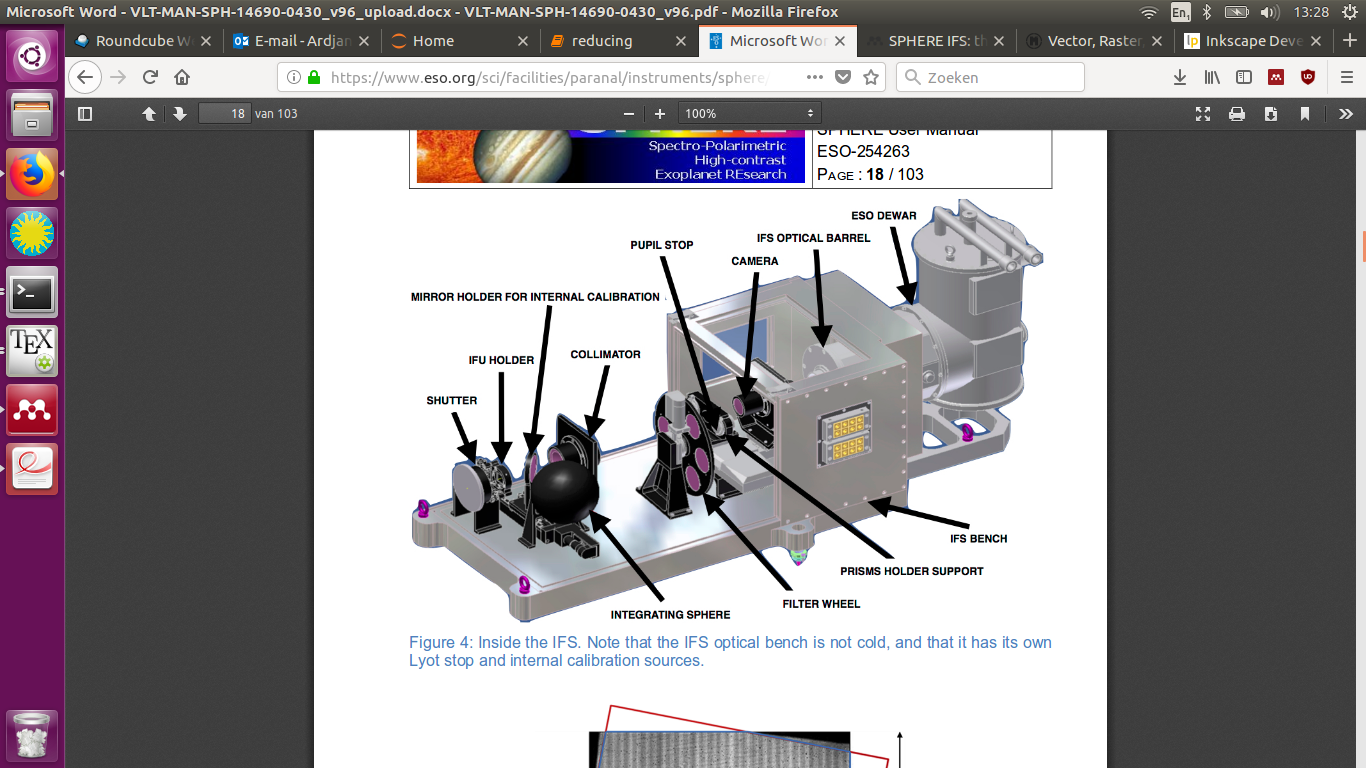 Microsoft Word - VLT-MAN-SPH-14690-0430_v96_upload.docx - VLT-MAN-SPH-14690-0430_v96.pdf - Mozilla Firefox
En1
13:28
Roundcube W
E-mail - Ardjan
Home
reducing
Microsoft Wor
SPHERE IFS: th
Vector, Raster,
lp
Inkscape Deve
https://www.eso.org/sci/facilities/paranal/instruments/sphere/
Zoeken
18 van 103
100%
Spectro-Polarimetric
High-contrast
Exoplanet REsearch
SPHERE User Manual
ESO-254263
PAGE : 18 / 103
ESO DEWAR
IFS OPTICAL BARREL
PUPIL STOP
CAMERA
MIRROR HOLDER FOR INTERNAL CALIBRATION
COLLIMATOR
IFU HOLDER
SHUTTER
IFS BENCH
PRISMS HOLDER SUPPORT
FILTER WHEEL
INTEGRATING SPHERE
Figure 4: Inside the IFS. Note that the IFS optical bench is not cold, and that it has its own
Lyot stop and internal calibration sources.
TEX